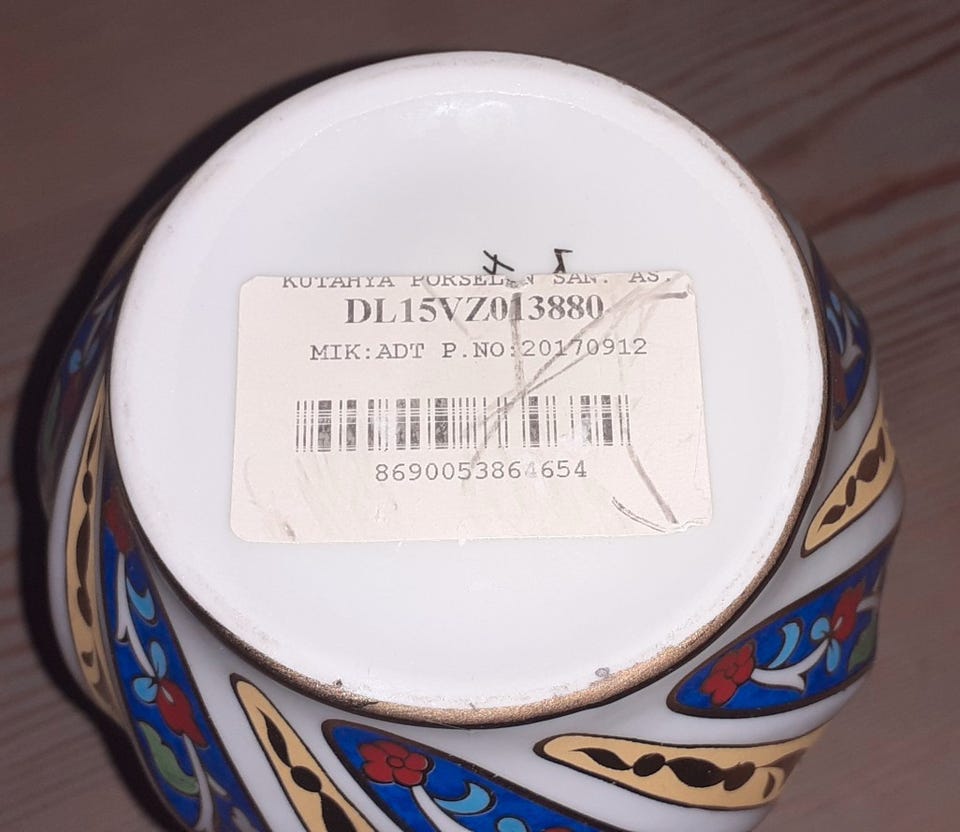 KUTAHYA PORSELEN SAN. AS.
DL15VZ013880
MIK:ADT P.NO:20170912
8690053864654